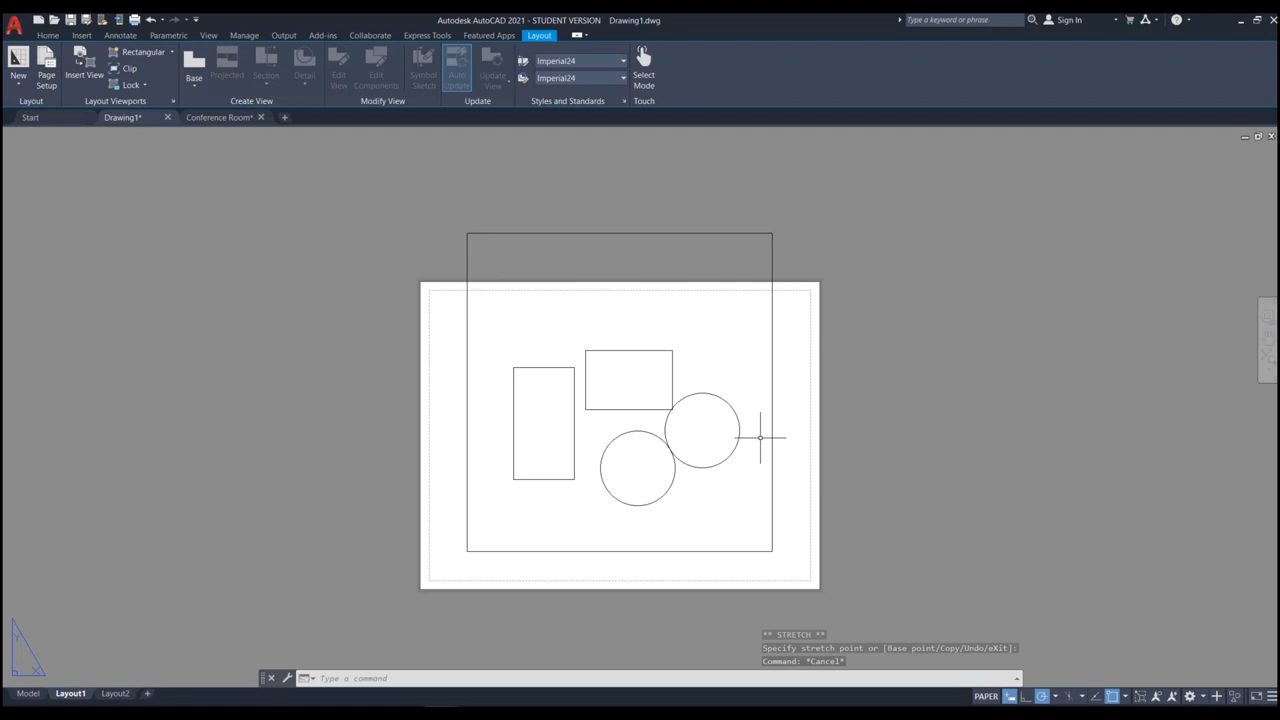 Autodesk AutoCAD 2021 - STUDENT VERSION Drawing1.dwg
Type a keyword or phrase
Sign In
Home Insert Annotate Parametric View Manage Output Add-ins Collaborate Express Tools Featured Apps Layout
New
Page Setup
Insert View
Rectangular
Clip
Lock
Base
Projected
Section
Detail
Edit View
Edit Components
Symbol Sketch
Auto Update
Update View
Imperial24
Imperial24
Select Mode
Layout Layout Viewports Create View Modify View Update Styles and Standards Touch
Start Drawing1* Conference Room*
** STRETCH **
Specify stretch point or [Base point/Copy/Undo/eXit]:
Command: *Cancel*
Y
X
Type a command
Model Layout1 Layout2
PAPER